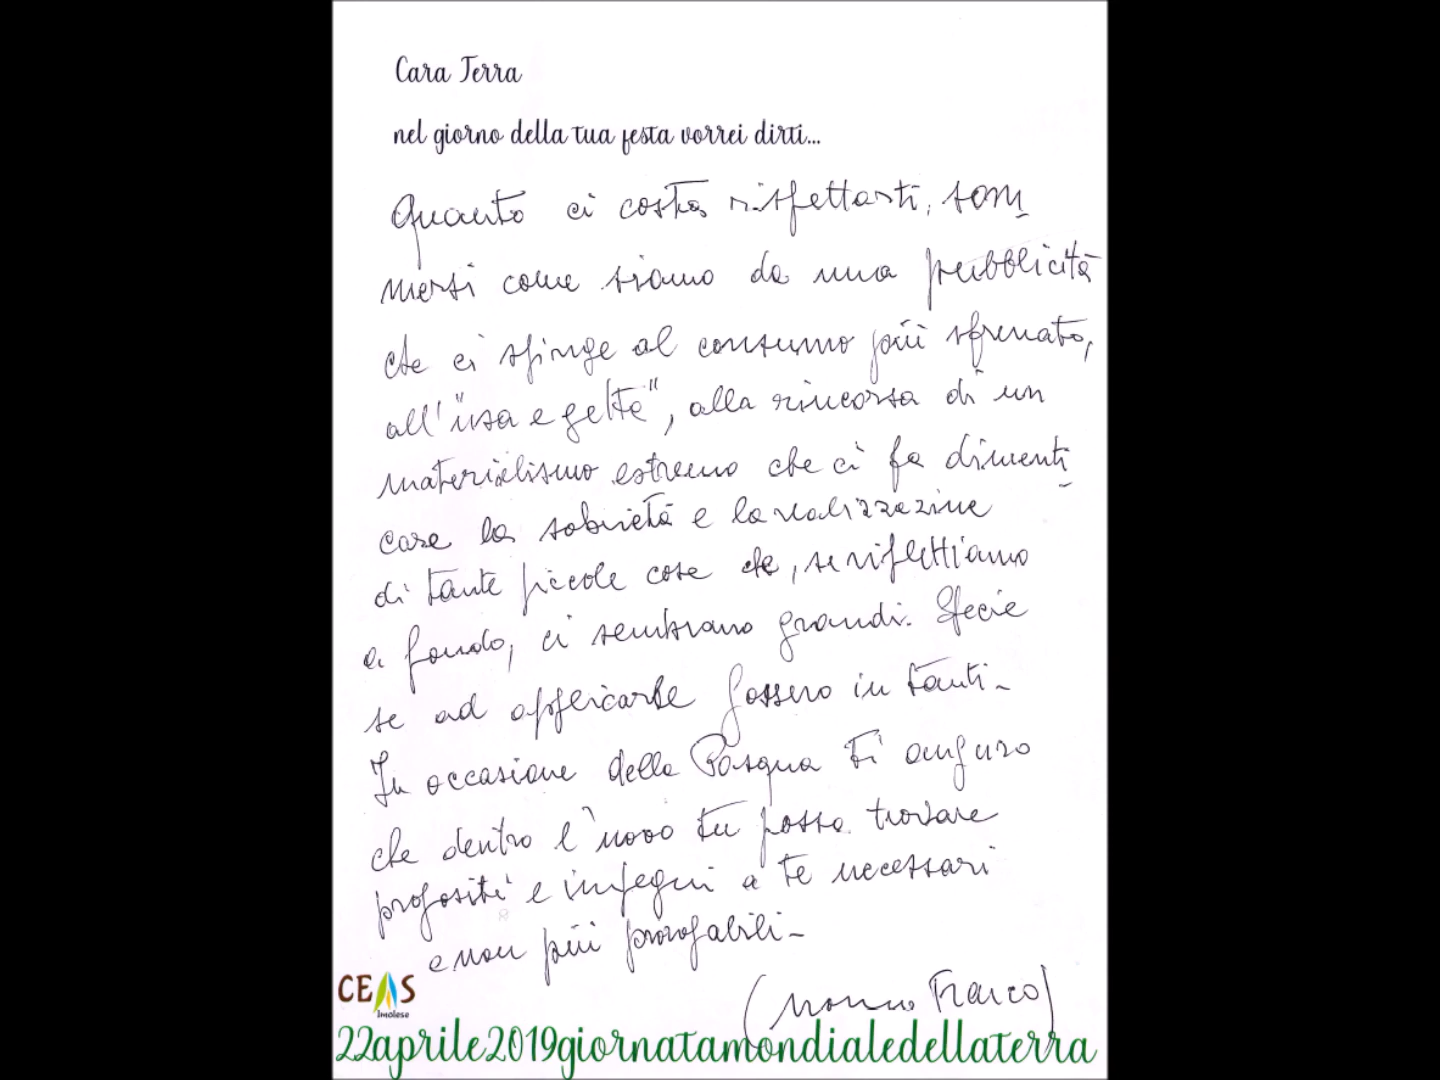 Cara Terra
nel giorno della tua festa vorrei dirti...
Quanto ci costa rispettarti, som
mersi come siamo da una pubblicità
che ci spinge al consumo più sfrenato,
all'"usa e getta", alla rincorsa di un
materialismo estremo che ci fa dimenti
care la sobrietà e la realizzazione
di tante piccole cose che, se riflettiamo
a fondo, ci sembrano grandi. Specie
se ad applicarle fossero in tanti-
In occasione della Pasqua ti auguro
che dentro l'uovo tu possa trovare
propositi e impegni a te necessari
e non più prorogabili-
(nonno Franco)
CEAS
Imolese
22aprile2019giornatamondialedellaterra